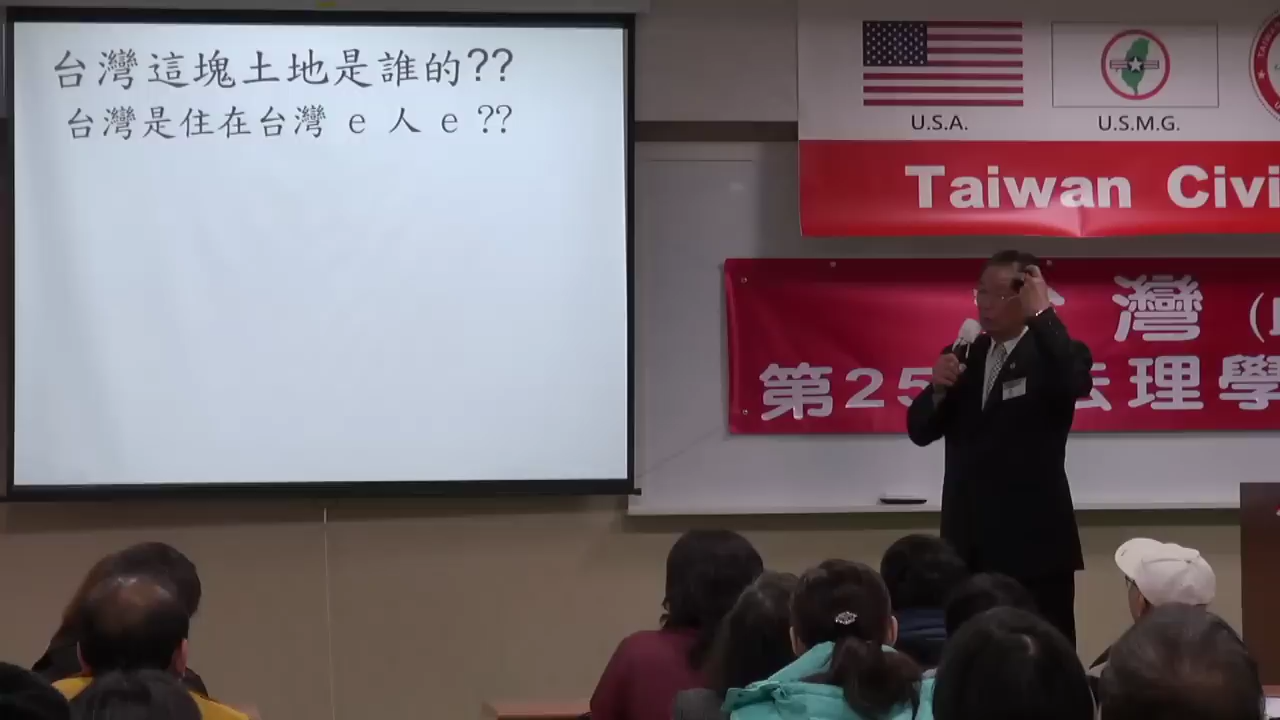 台灣這塊土地是誰的??
台灣是住在台灣 e 人 e ??
U.S.A.
U.S.M.G.
Taiwan Civi
灣
第25
法理學